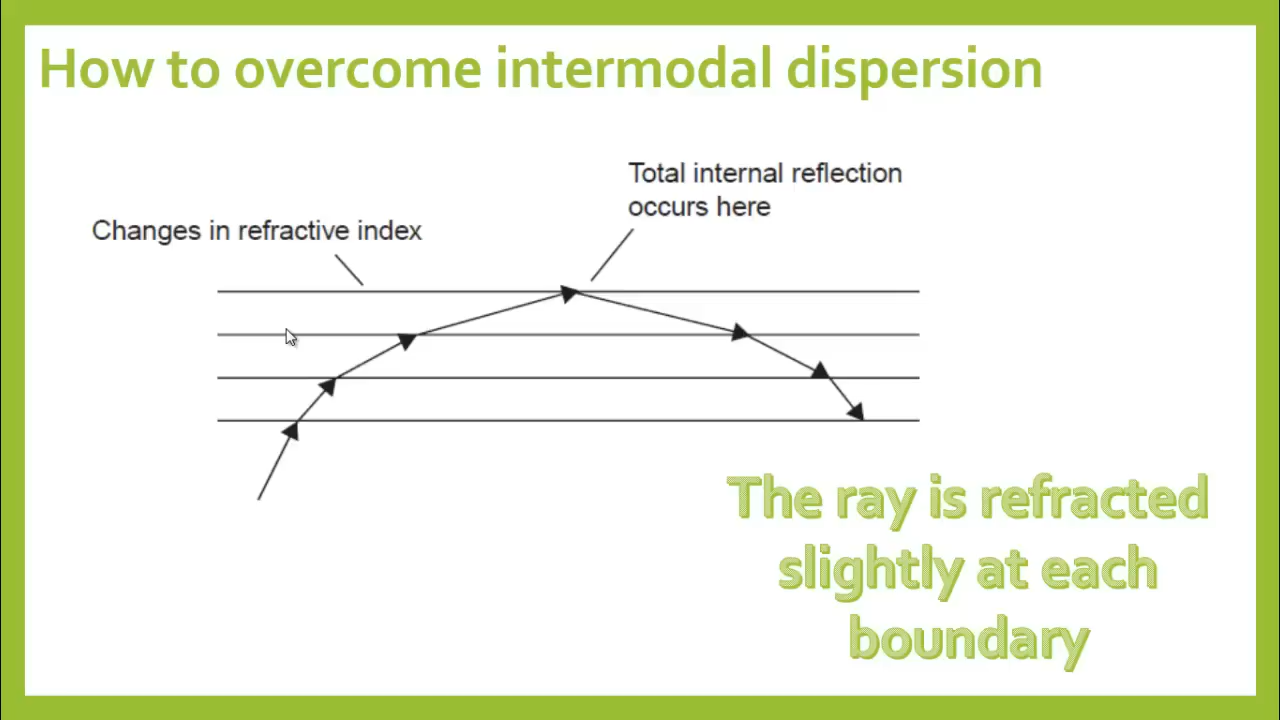 How to overcome intermodal dispersion
Total internal reflection
occurs here
Changes in refractive index
The ray is refracted
slightly at each
boundary